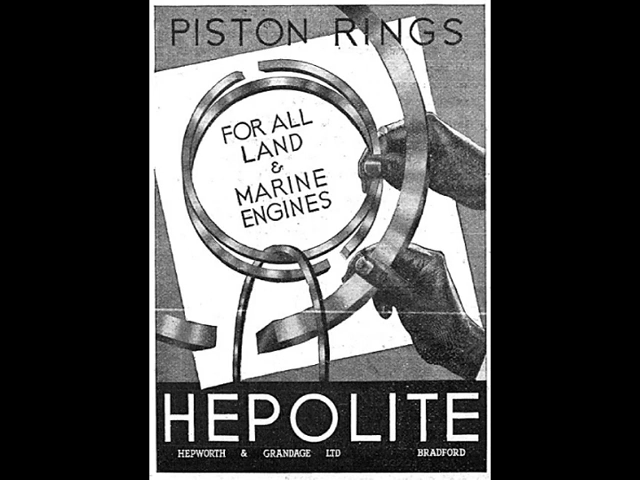 PISTON RINGS
FOR ALL
LAND
&
MARINE
ENGINES
HEPOLITE
HEPWORTH & GRANDAGE LTD BRADFORD